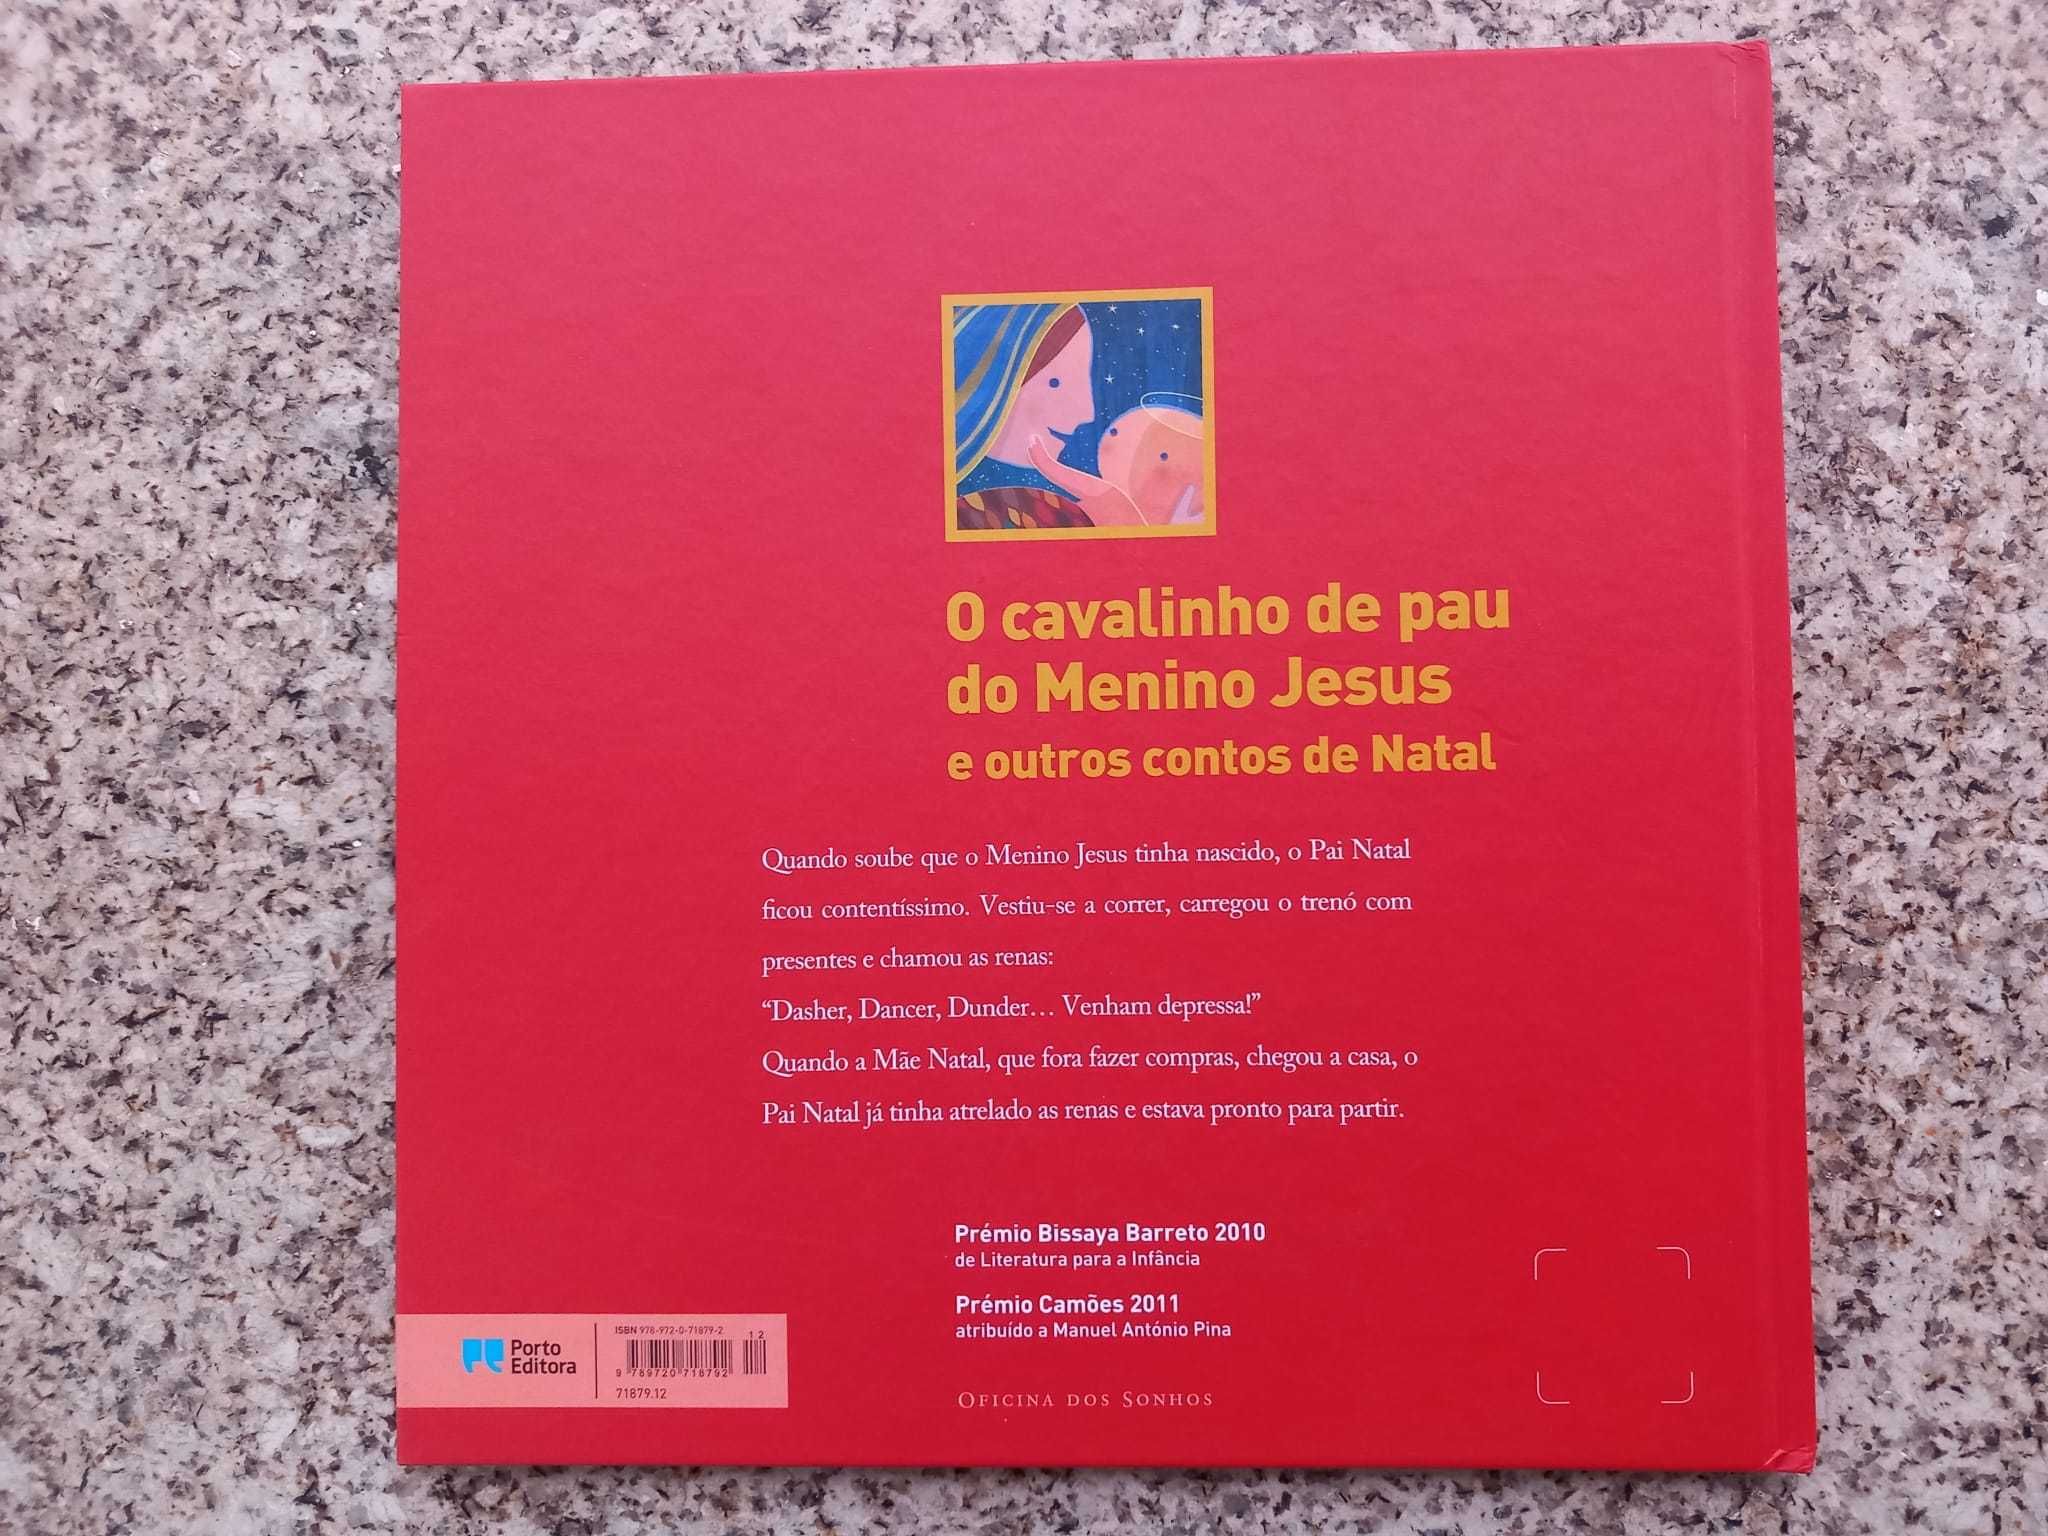 O cavalinho de pau
do Menino Jesus
e outros contos de Natal
Quando soube que o Menino Jesus tinha nascido, o Pai Natal
ficou contentíssimo. Vestiu-se a correr, carregou o trenó com
presentes e chamou as renas:
“Dasher, Dancer, Dunder… Venham depressa!”
Quando a Mãe Natal, que fora fazer compras, chegou a casa, o
Pai Natal já tinha atrelado as renas e estava pronto para partir.
Prémio Bissaya Barreto 2010
de Literatura para a Infância
Prémio Camões 2011
atribuído a Manuel António Pina
OFICINA DOS SONHOS
Porto
Editora
ISBN 978-972-0-71879-2
12
9 789720 718792
71879.12